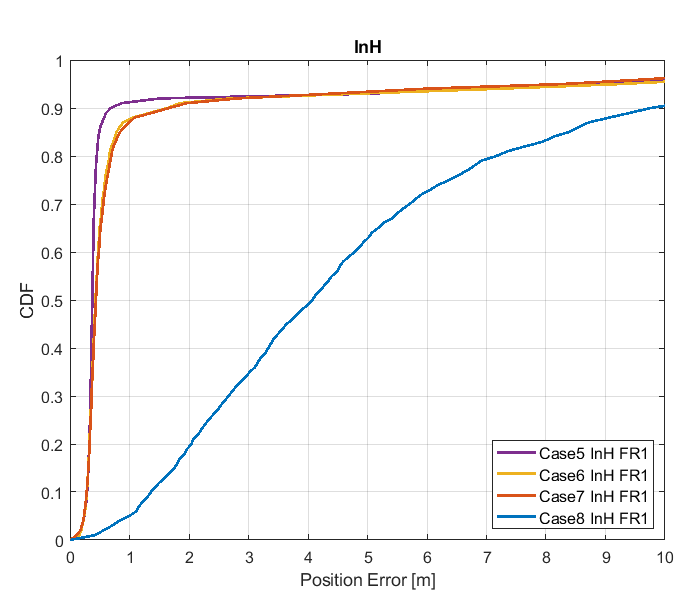 InH
1
0.9
0.8
0.7
0.6
0.5
0.4
0.3
0.2
0.1
0
CDF
Case5 InH FR1
Case6 InH FR1
Case7 InH FR1
Case8 InH FR1
0 1 2 3 4 5 6 7 8 9 10
Position Error [m]